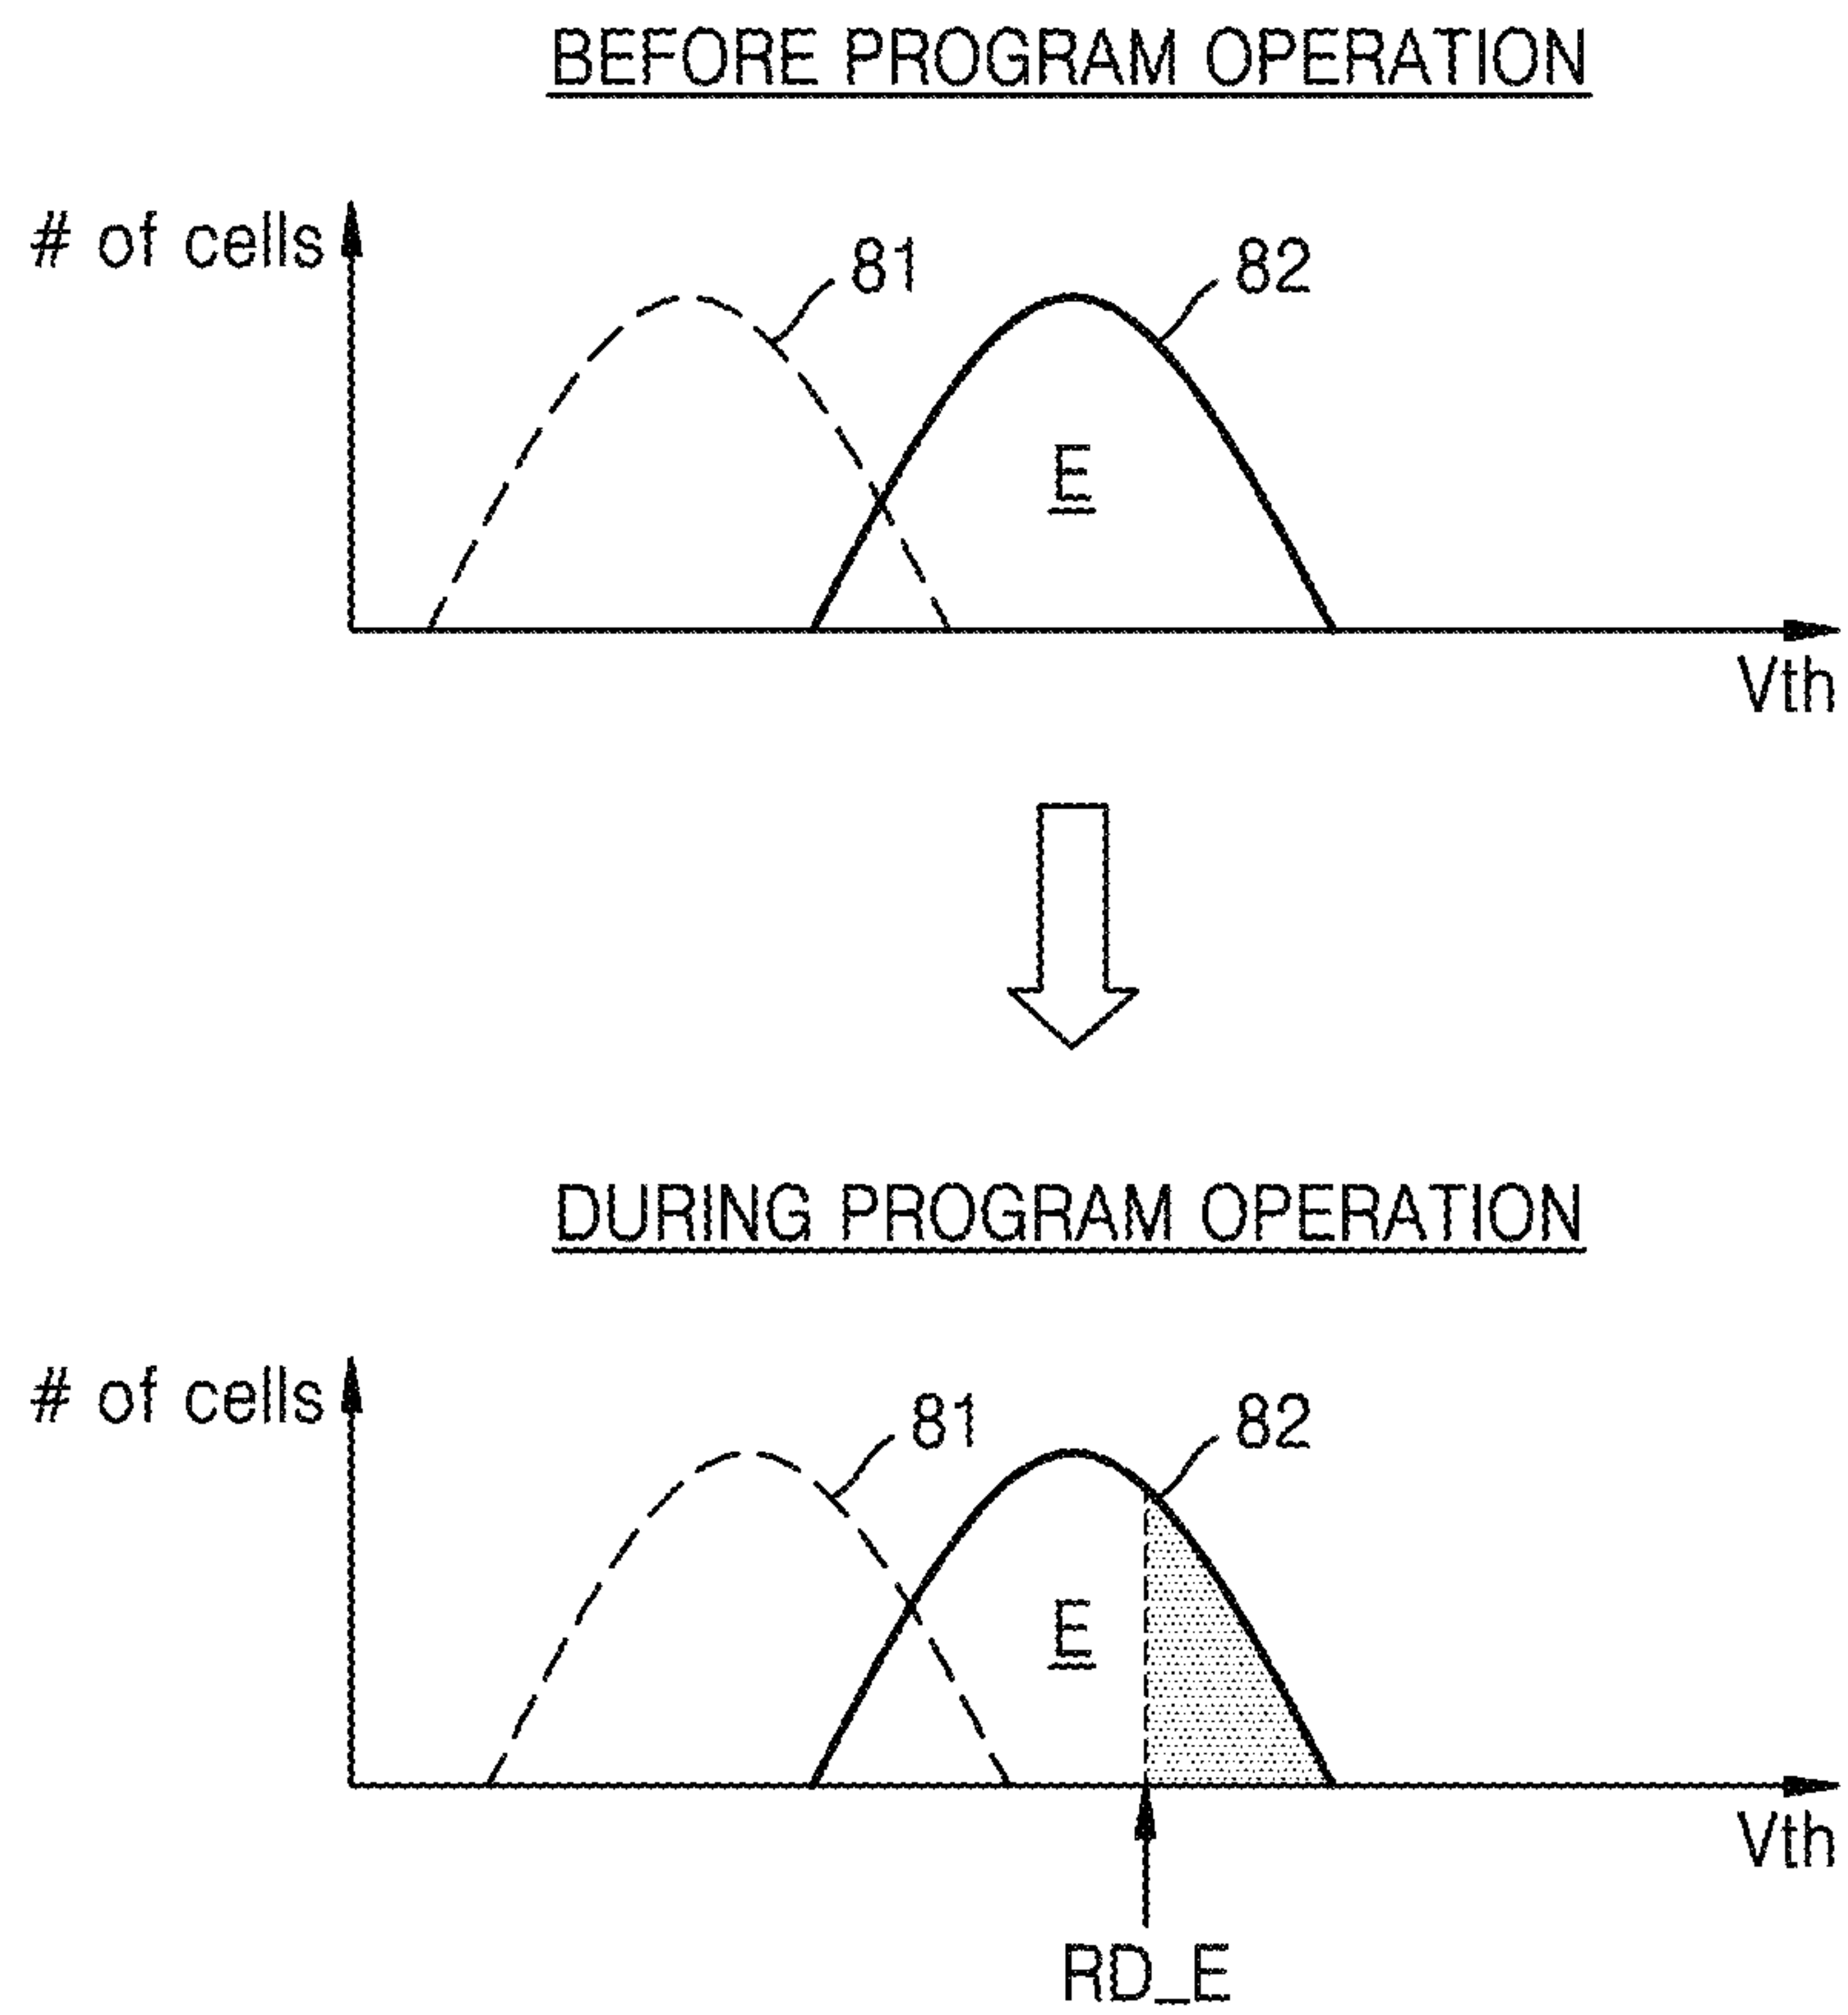 BEFORE PROGRAM OPERATION
# of cells
81
82
E
Vth
DURING PROGRAM OPERATION
# of cells
81
82
E
Vth
RD_E